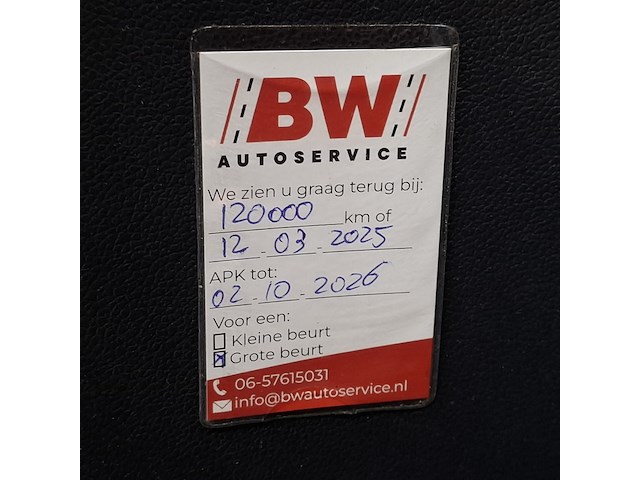 BW
AUTOSERVICE
We zien u graag terug bij:
120000 km of
12-03-2025
APK tot:
02-10-2026
Voor een:
Kleine beurt
Grote beurt
06-57615031
info@bwautoservice.nl